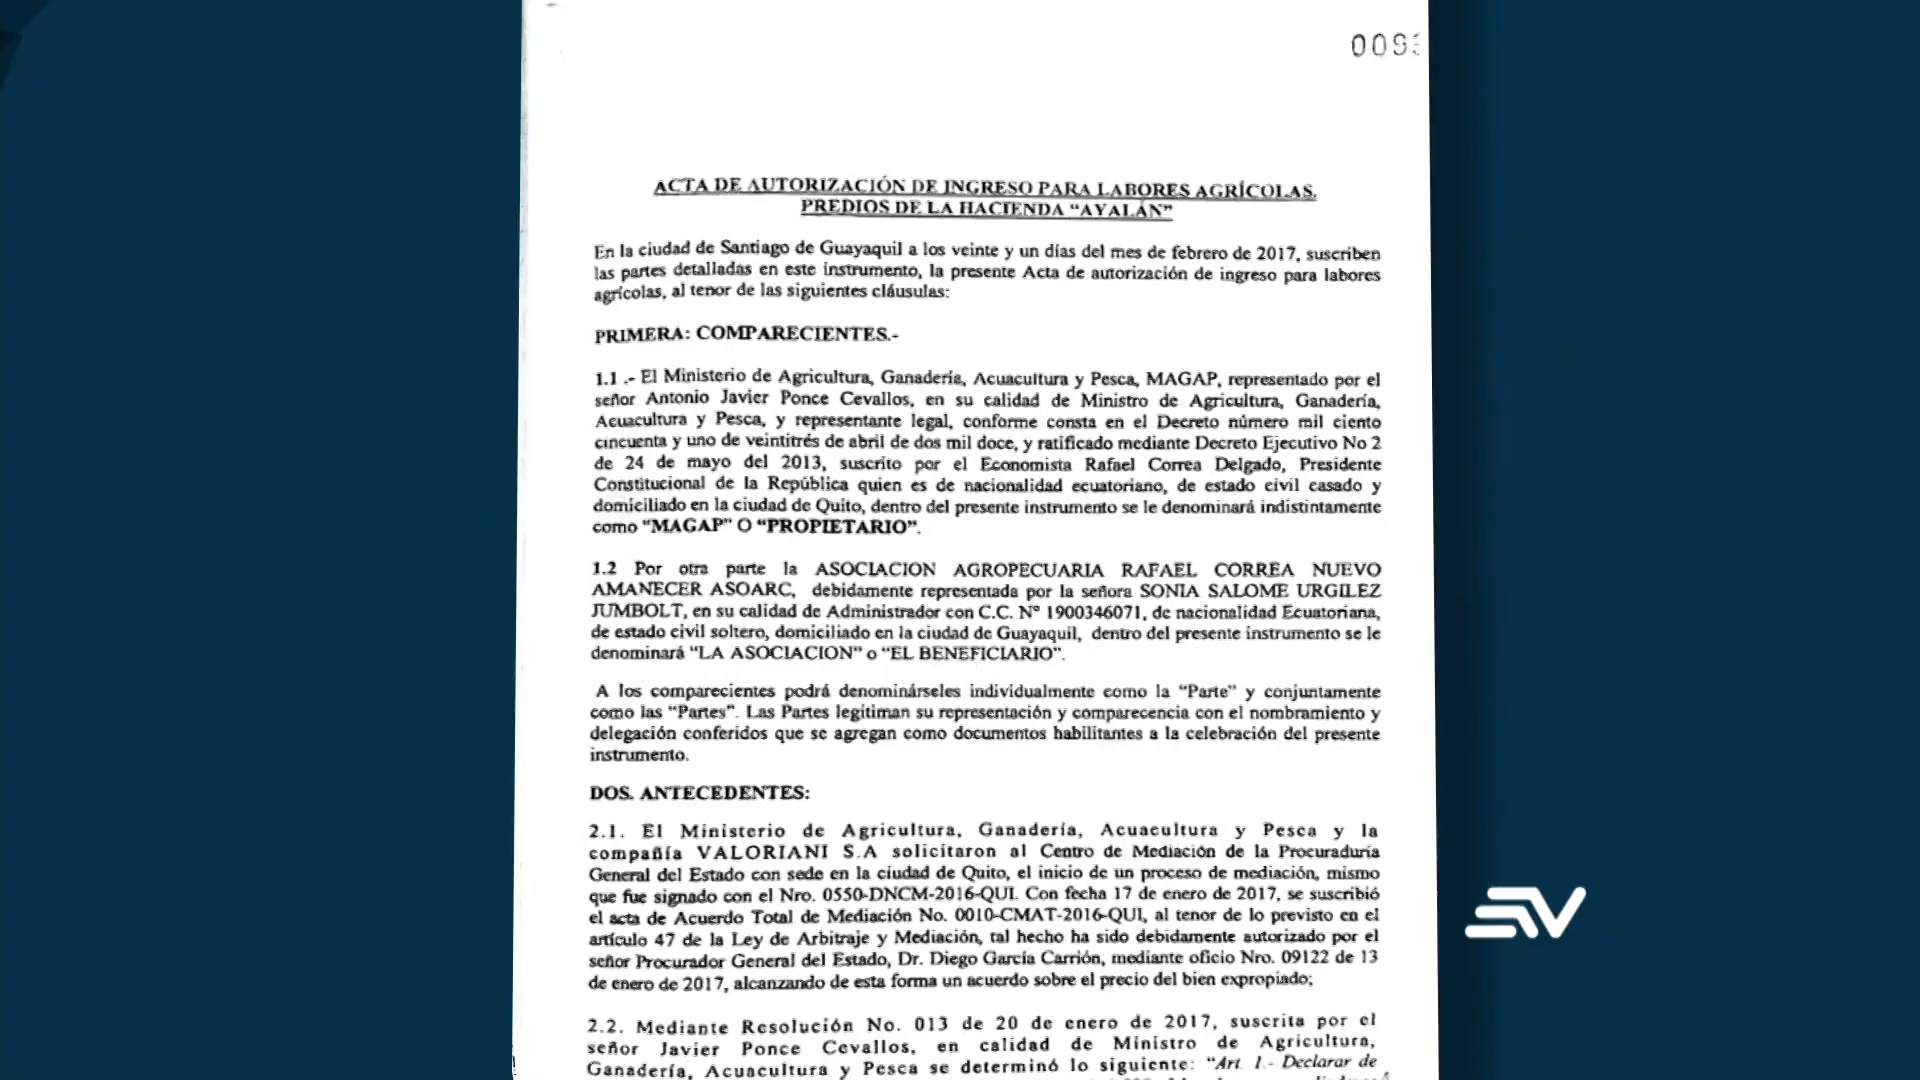 009
ACTA DE AUTORIZACIÓN DE INGRESO PARA LABORES AGRÍCOLAS.
PREDIOS DE LA HACIENDA “AYALÁN”
En la ciudad de Santiago de Guayaquil a los veinte y un días del mes de febrero de 2017, suscriben
las partes detalladas en este instrumento, la presente Acta de autorización de ingreso para labores
agrícolas, al tenor de las siguientes cláusulas:
PRIMERA: COMPARECIENTES.-
1.1 .- El Ministerio de Agricultura, Ganadería, Acuacultura y Pesca, MAGAP, representado por el
señor Antonio Javier Ponce Cevallos, en su calidad de Ministro de Agricultura, Ganadería,
Acuacultura y Pesca, y representante legal, conforme consta en el Decreto número mil ciento
cincuenta y uno de veintitrés de abril de dos mil doce, y ratificado mediante Decreto Ejecutivo No 2
de 24 de mayo del 2013, suscrito por el Economista Rafael Correa Delgado, Presidente
Constitucional de la República quien es de nacionalidad ecuatoriano, de estado civil casado y
domiciliado en la ciudad de Quito, dentro del presente instrumento se le denominará indistintamente
como “MAGAP” O “PROPIETARIO”.
1.2 Por otra parte la ASOCIACION AGROPECUARIA RAFAEL CORREA NUEVO
AMANECER ASOARC, debidamente representada por la señora SONIA SALOME URGILEZ
JUMBOLT, en su calidad de Administrador con C.C. Nº 1900346071, de nacionalidad Ecuatoriana,
de estado civil soltero, domiciliado en la ciudad de Guayaquil, dentro del presente instrumento se le
denominará “LA ASOCIACION” o “EL BENEFICIARIO”.
A los comparecientes podrá denominárseles individualmente como la “Parte” y conjuntamente
como las “Partes”. Las Partes legitiman su representación y comparecencia con el nombramiento y
delegación conferidos que se agregan como documentos habilitantes a la celebración del presente
instrumento.
DOS. ANTECEDENTES:
2.1. El Ministerio de Agricultura, Ganadería, Acuacultura y Pesca y la
compañía VALORIANI S.A solicitaron al Centro de Mediación de la Procuraduría
General del Estado con sede en la ciudad de Quito, el inicio de un proceso de mediación, mismo
que fue signado con el Nro. 0550-DNCM-2016-QUI. Con fecha 17 de enero de 2017, se suscribió
el acta de Acuerdo Total de Mediación No. 0010-CMAT-2016-QUI, al tenor de lo previsto en el
artículo 47 de la Ley de Arbitraje y Mediación, tal hecho ha sido debidamente autorizado por el
señor Procurador General del Estado, Dr. Diego García Carrión, mediante oficio Nro. 09122 de 13
de enero de 2017, alcanzando de esta forma un acuerdo sobre el precio del bien expropiado;
2.2. Mediante Resolución No. 013 de 20 de enero de 2017, suscrita por el
señor Javier Ponce Cevallos, en calidad de Ministro de Agricultura,
Ganadería, Acuacultura y Pesca se determinó lo siguiente: “Art. 1.- Declarar de